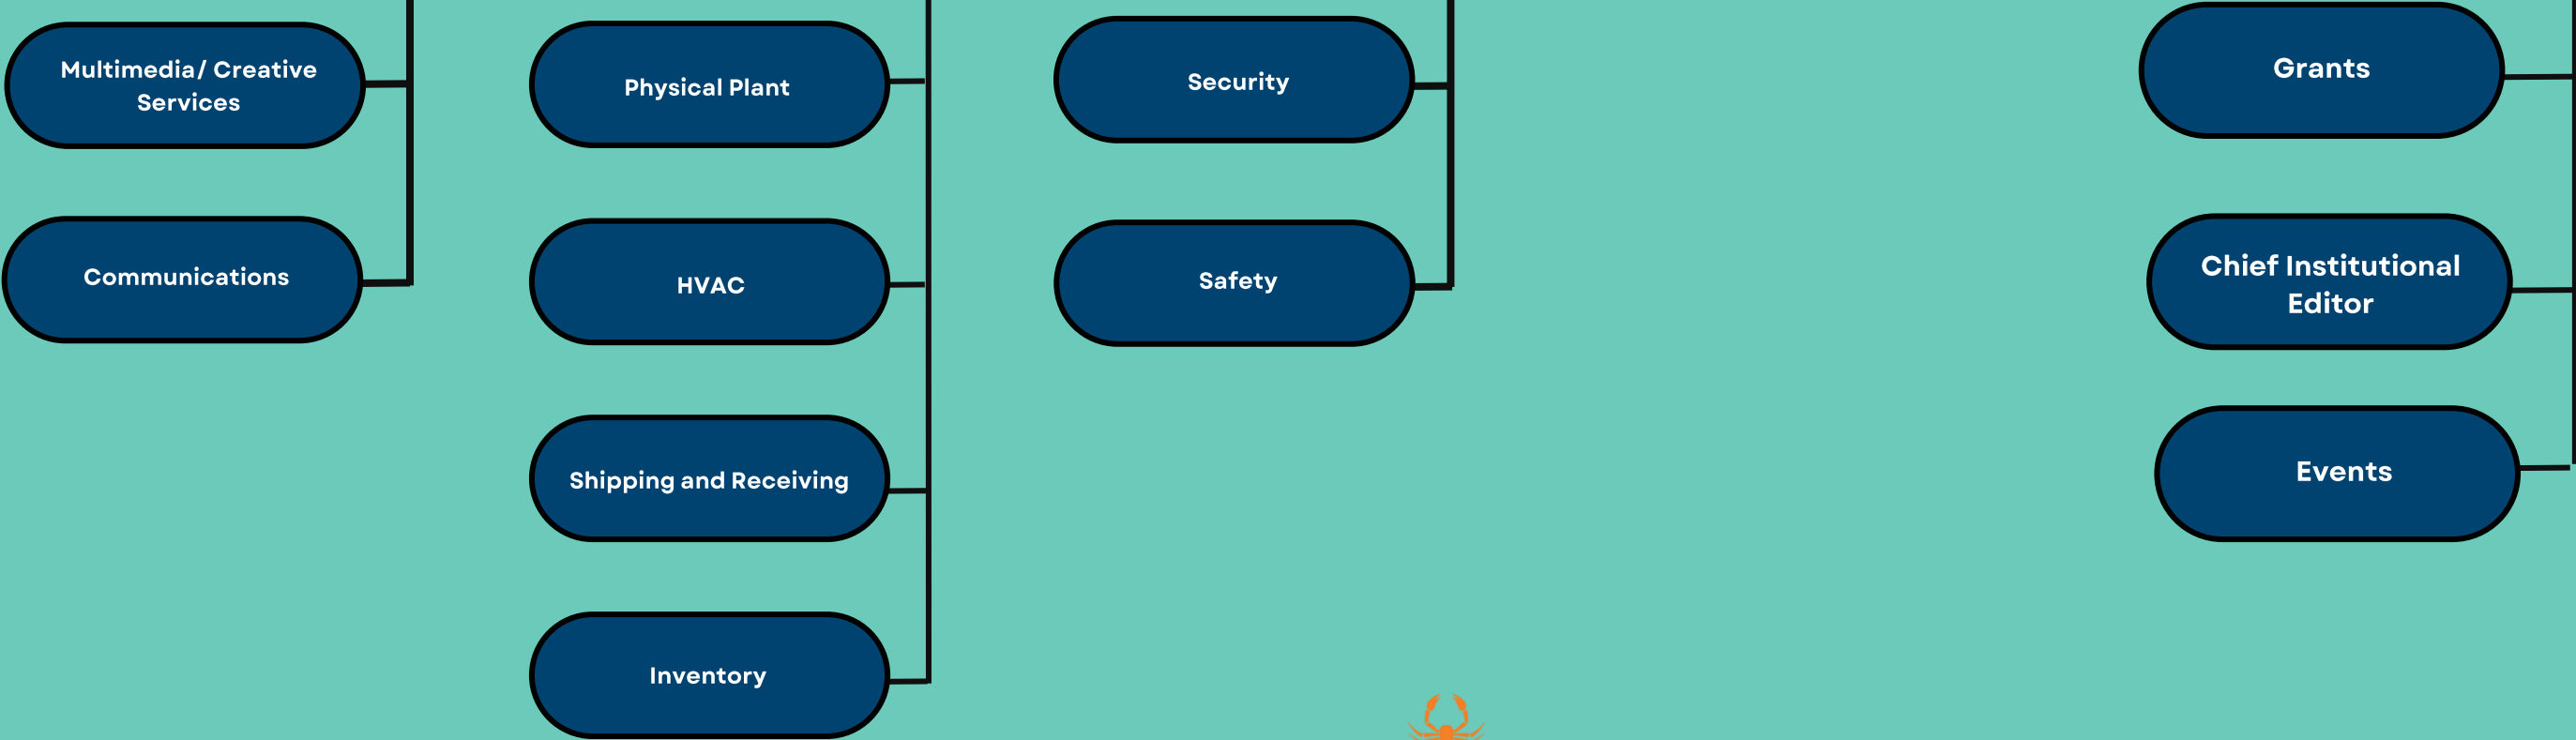 Multimedia/ Creative
Services
Communications
Physical Plant
HVAC
Shipping and Receiving
Inventory
Security
Safety
Grants
Chief Institutional
Editor
Events